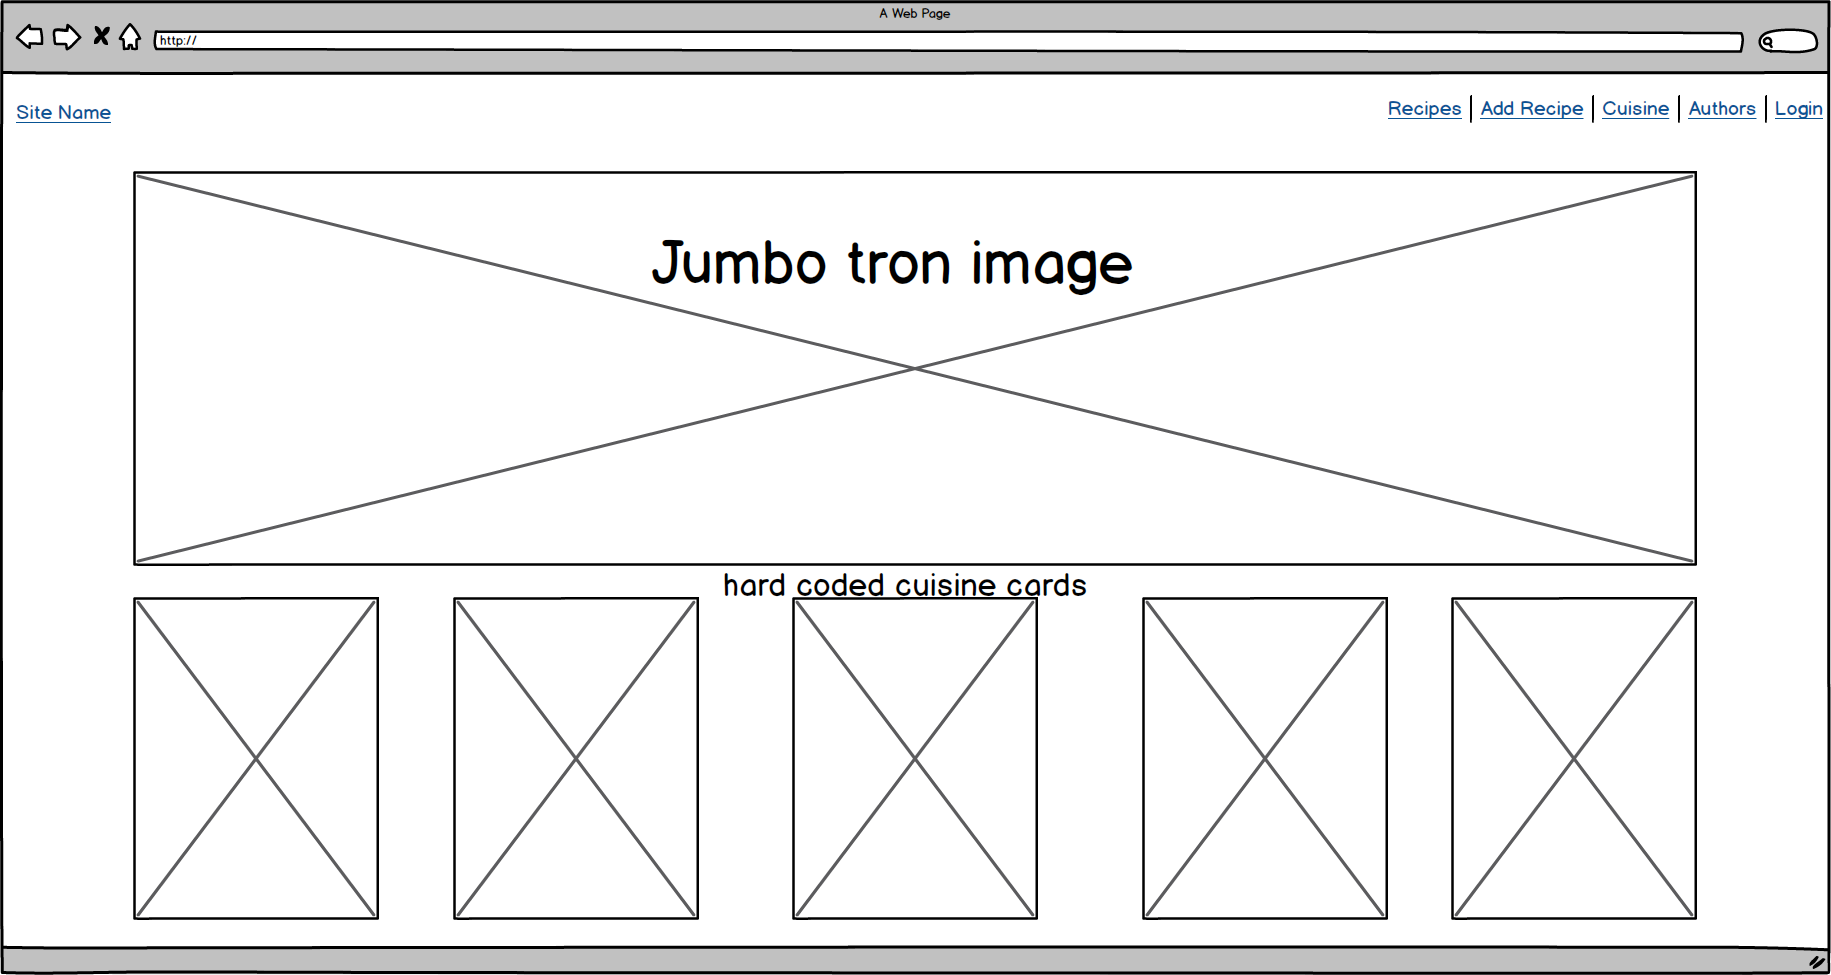 A Web Page
http://
Site Name
Recipes | Add Recipe | Cuisine | Authors | Login
Jumbo tron image
hard coded cuisine cards